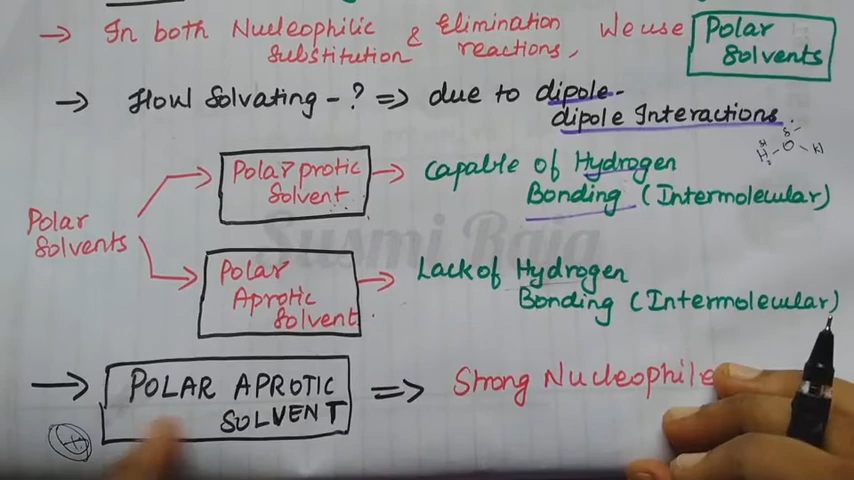 → In both Nucleophilic & Elimination We use Polar
Substitution reactions, Solvents
→ How Solvating - ? ⇒ due to dipole-
dipole Interactions.
Polar protic → capable of Hydrogen
Solvent Bonding (Intermolecular)
Polar
Solvents
Polar → Lack of Hydrogen
Aprotic Bonding (Intermolecular)
Solvent
→ POLAR APROTIC ⇒ Strong Nucleophile
SOLVENT
Susmi Raja